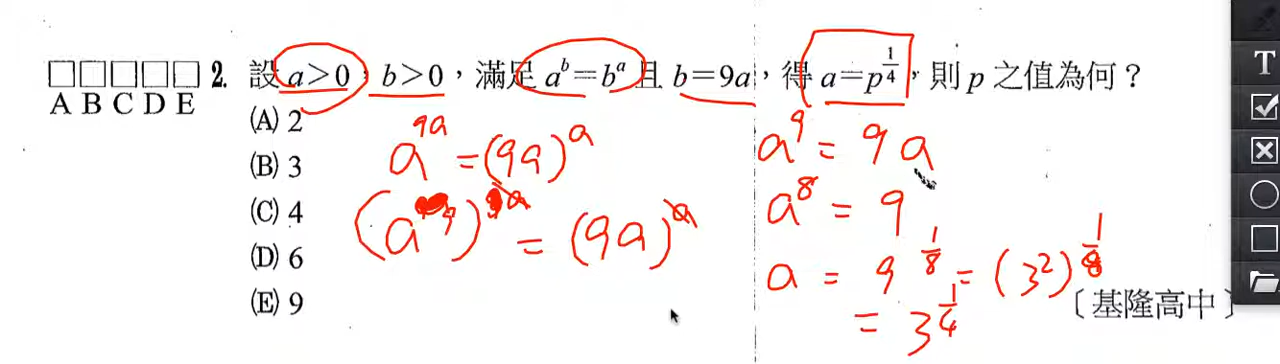 2. 設 a>0，b>0，滿足 a^b=b^a 且 b=9a，得 a=p^{1/4}，則 p 之值為何？
A B C D E
(A) 2
(B) 3
(C) 4
(D) 6
(E) 9
〔基隆高中〕
a^{9a} = (9a)^a
(a^9)^a = (9a)^a
a^9 = 9a
a^8 = 9
a = 9^{1/8} = (3^2)^{1/8}
= 3^{1/4}
T